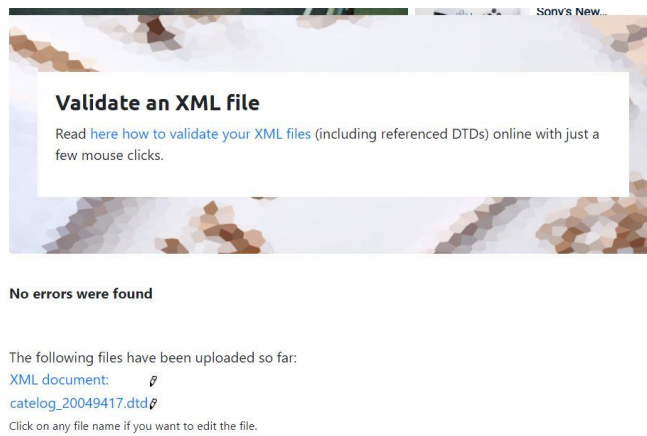 Sony's New...
Validate an XML file
Read here how to validate your XML files (including referenced DTDs) online with just a
few mouse clicks.
No errors were found
The following files have been uploaded so far:
XML document:
catelog_20049417.dtd
Click on any file name if you want to edit the file.